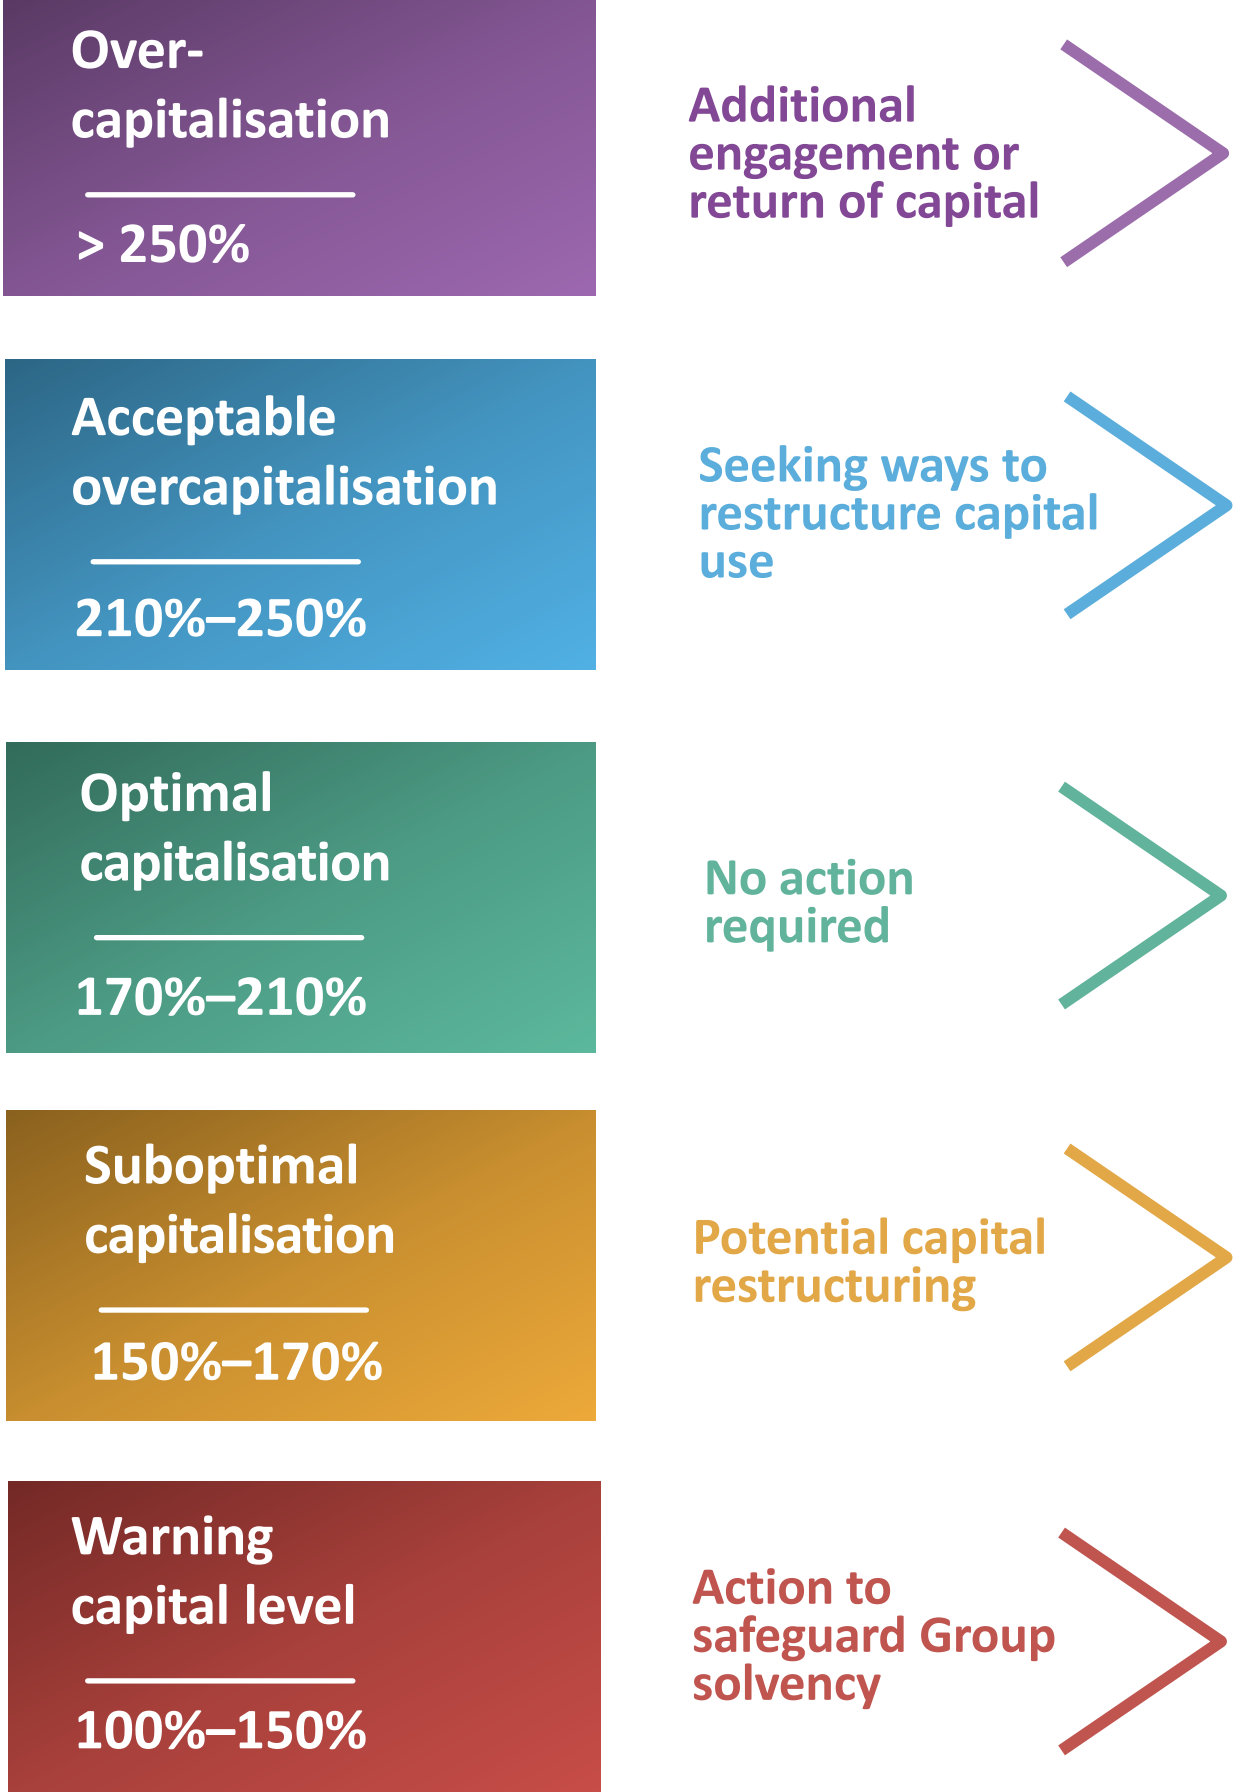 Over-
capitalisation
> 250%
Additional
engagement or
return of capital
Acceptable
overcapitalisation
210%–250%
Seeking ways to
restructure capital
use
Optimal
capitalisation
170%–210%
No action
required
Suboptimal
capitalisation
150%–170%
Potential capital
restructuring
Warning
capital level
100%–150%
Action to
safeguard Group
solvency